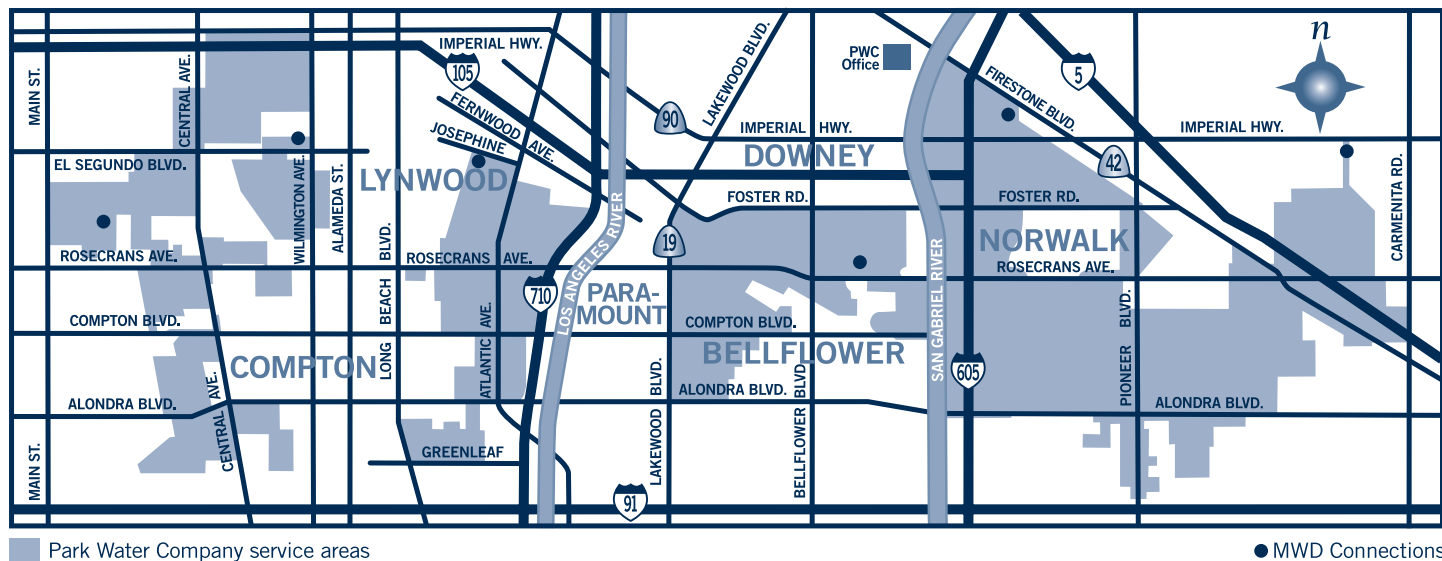 n
IMPERIAL HWY.
105
LAKEWOOD BLVD.
PWC
Office
5
MAIN ST.
CENTRAL AVE.
FERNWOOD AVE.
JOSEPHINE
90
IMPERIAL HWY.
FIRESTONE BLVD.
IMPERIAL HWY.
DOWNEY
42
EL SEGUNDO BLVD.
WILMINGTON AVE.
ALAMEDA ST.
LYNWOOD
FOSTER RD.
FOSTER RD.
CARMENITA RD.
19
NORWALK
ROSECRANS AVE.
LONG BEACH BLVD.
ROSECRANS AVE.
LOS ANGELES RIVER
ROSECRANS AVE.
710
PARA-
MOUNT
SAN GABRIEL RIVER
COMPTON BLVD.
ATLANTIC AVE.
COMPTON BLVD.
PIONEER BLVD.
COMPTON
BELLFLOWER
605
ALONDRA BLVD.
CENTRAL AVE.
LAKEWOOD BLVD.
ALONDRA BLVD.
BELLFLOWER BLVD.
ALONDRA BLVD.
MAIN ST.
GREENLEAF
91
Park Water Company service areas
MWD Connections